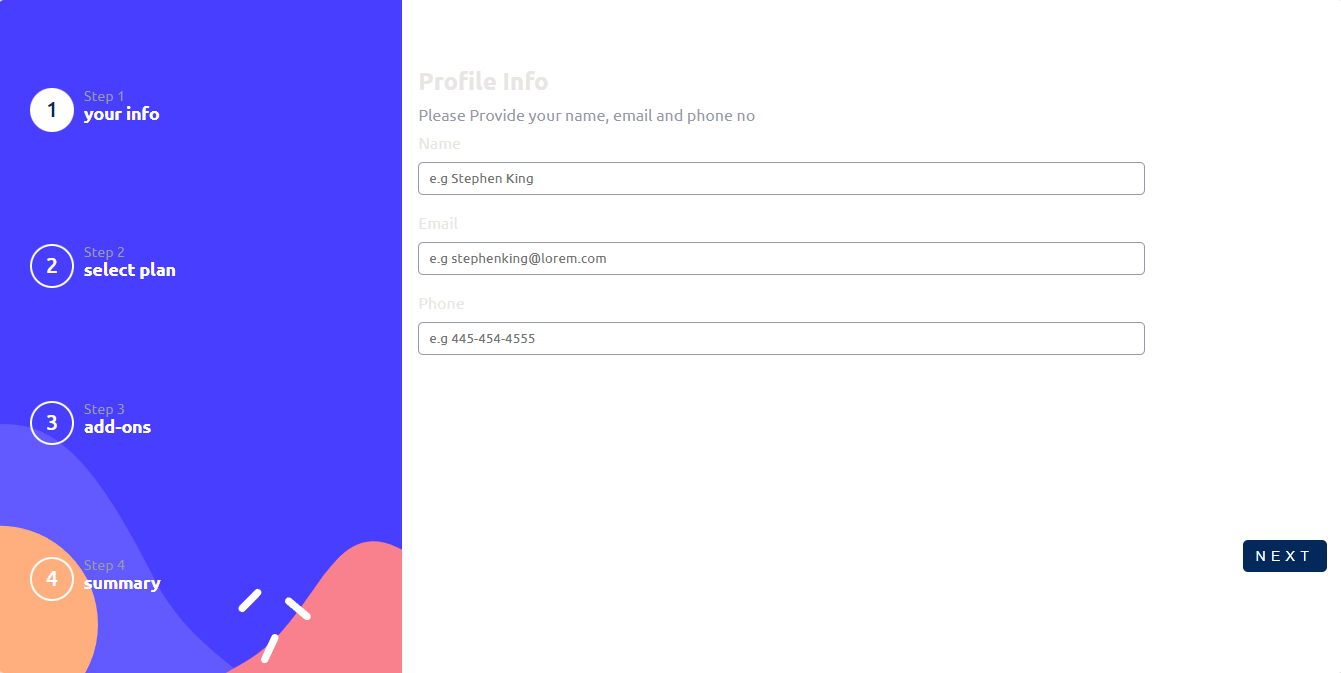 1
Step 1
your info
2
Step 2
select plan
3
Step 3
add-ons
4
Step 4
summary
Profile Info
Please Provide your name, email and phone no
Name
e.g Stephen King
Email
e.g stephenking@lorem.com
Phone
e.g 445-454-4555
NEXT